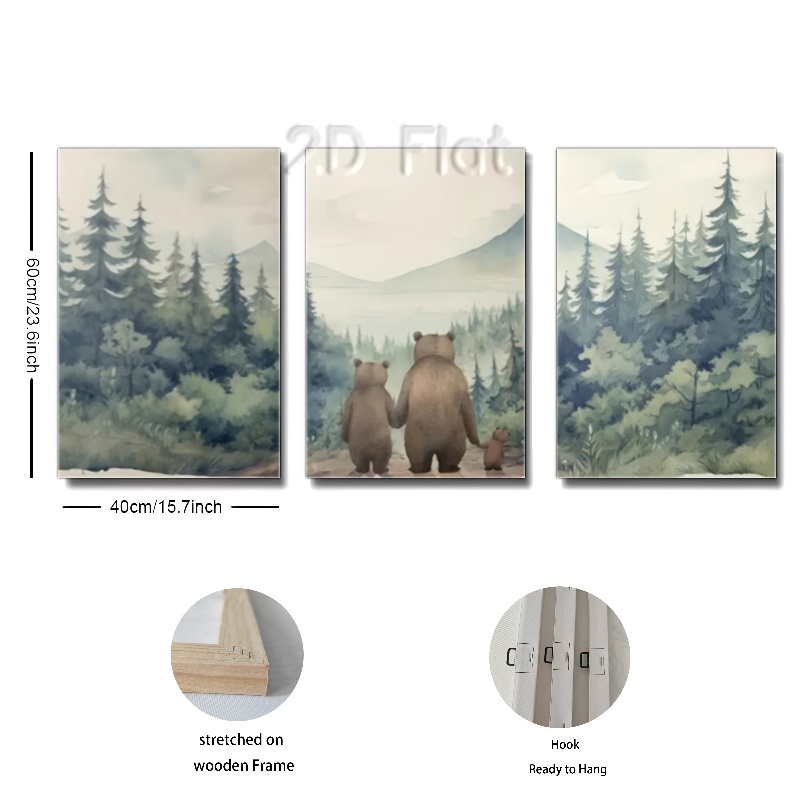 2D Flat
60cm/23.6inch
40cm/15.7inch
stretched on
wooden Frame
Hook
Ready to Hang